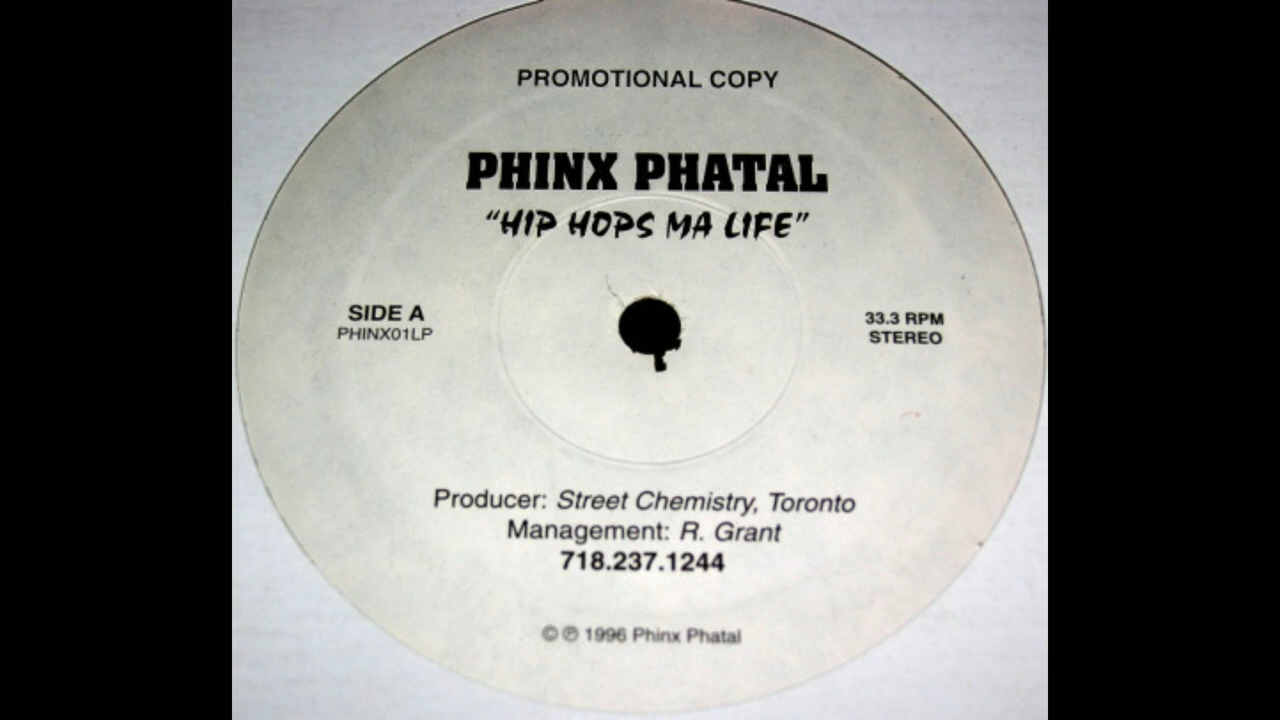 PROMOTIONAL COPY
PHINX PHATAL
“HIP HOPS MA LIFE”
SIDE A
PHINX01LP
33.3 RPM
STEREO
Producer: Street Chemistry, Toronto
Management: R. Grant
718.237.1244
©℗ 1996 Phinx Phatal